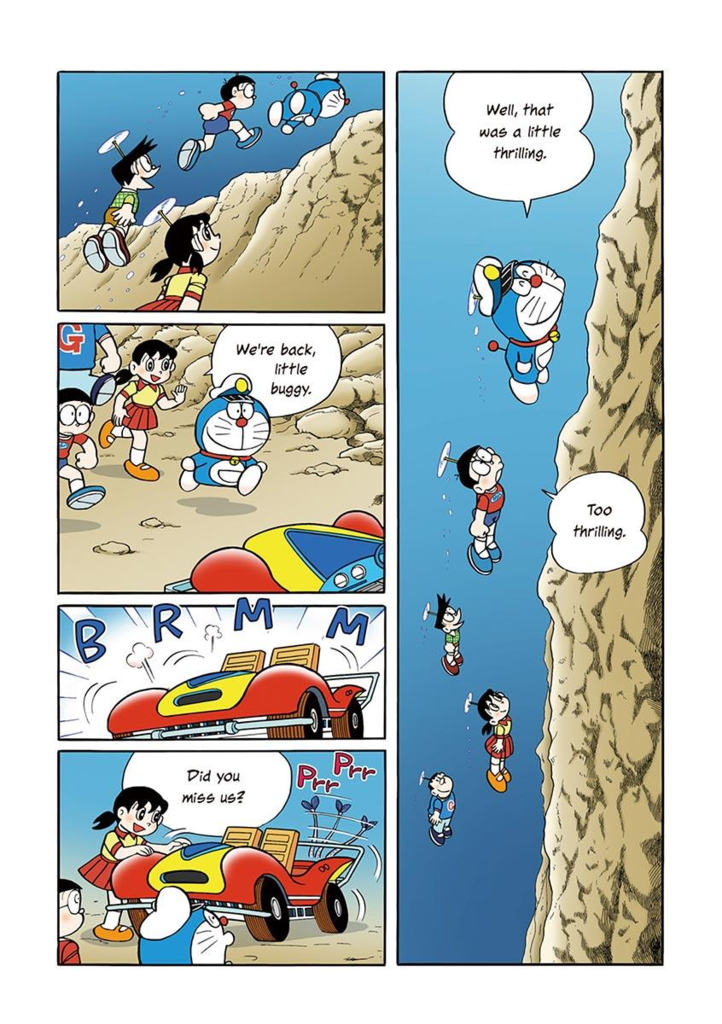 Well, that
was a little
thrilling.
Too
thrilling.
We're back,
little
buggy.
G
BRMM
Prr
Prr
Did you
miss us?